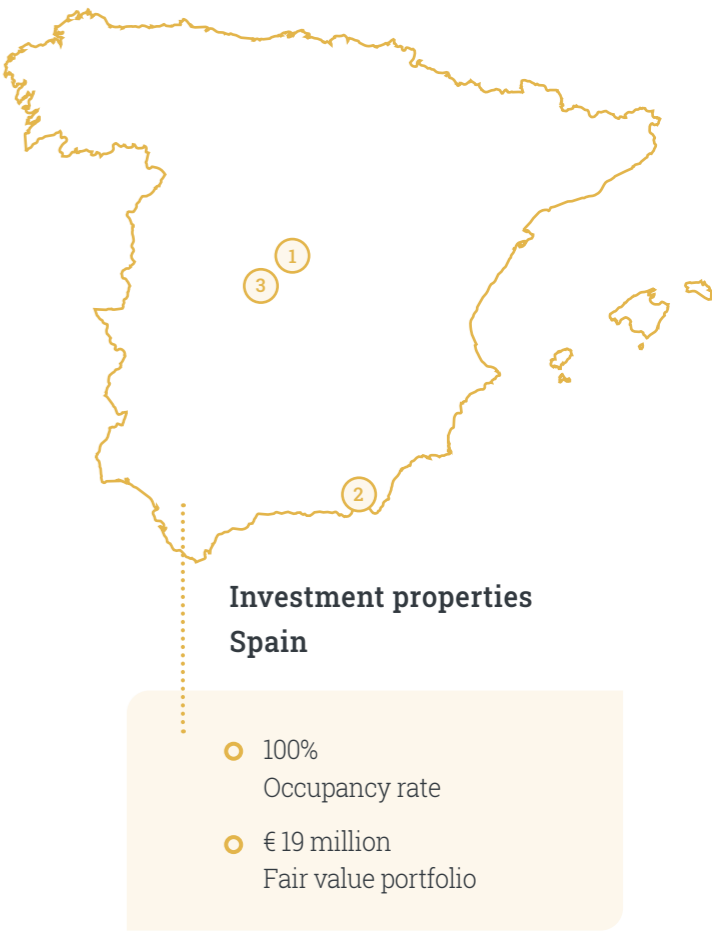 1
3
2
Investment properties
Spain
100%
Occupancy rate
€ 19 million
Fair value portfolio